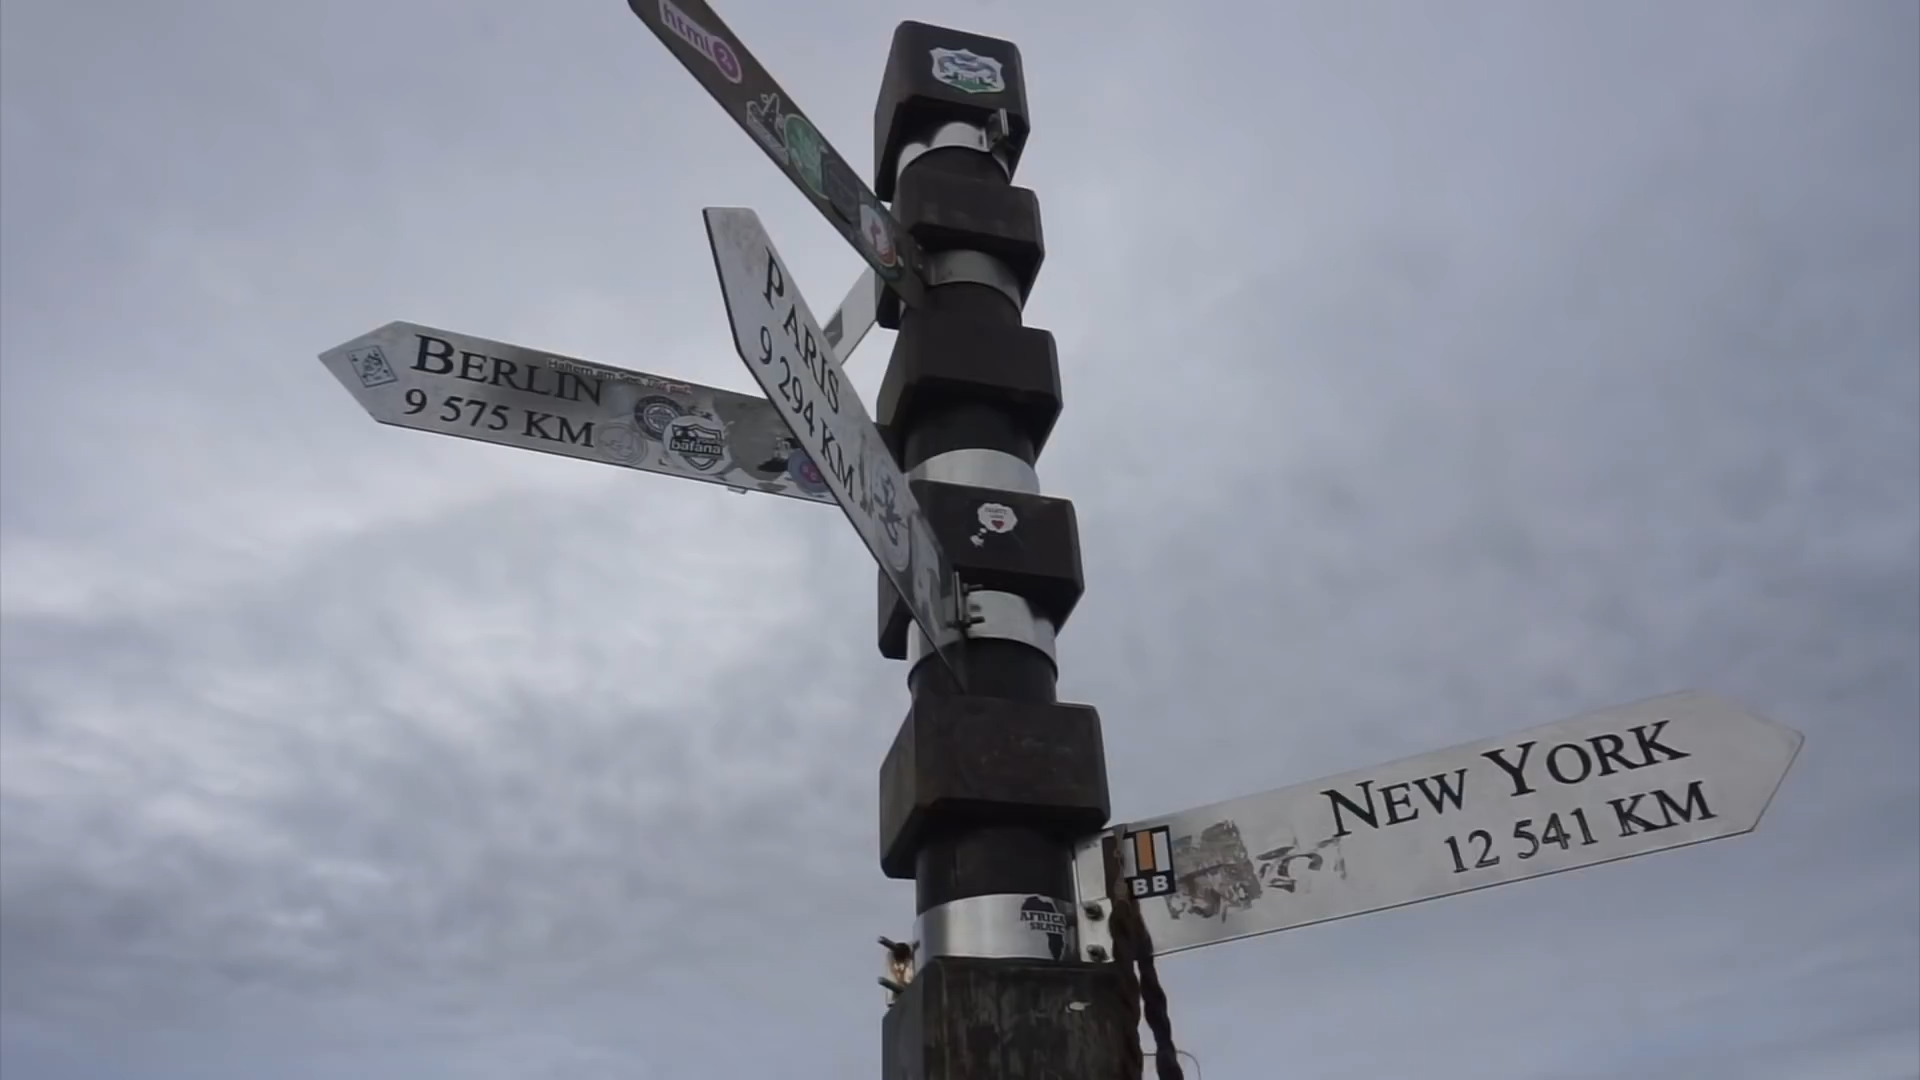 html
BERLIN
9 575 KM
bafana
PARIS
9 294 KM
NEW YORK
12 541 KM
BB
AFRICA
SKATE